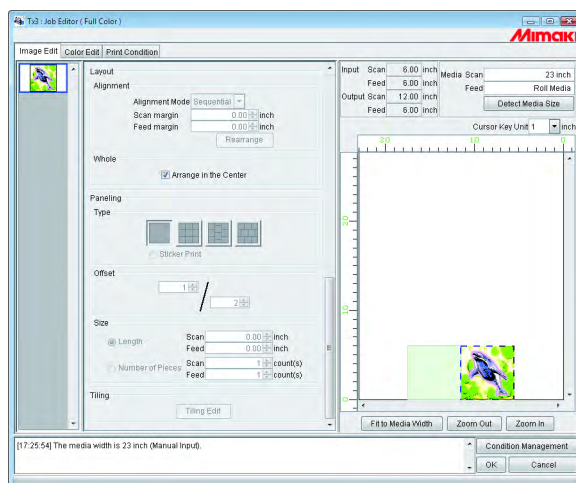 Ts3 : Job Editor ( Full Color )
Mimaki
Image Edit Color Edit Print Condition
Layout
Alignment
Alignment Mode Sequential
Scan margin 0.00 inch
Feed margin 0.00 inch
Rearrange
Whole
Arrange in the Center
Paneling
Type
Sticker Print
Offset
1 / 2
Size
Length Scan 0.00 inch
Feed 0.00 inch
Number of Pieces Scan 1 count(s)
Feed 1 count(s)
Tiling
Tiling Edit
Input Scan 6.00 inch
Feed 6.00 inch
Output Scan 12.00 inch
Feed 6.00 inch
Media Scan 23 inch
Feed Roll Media
Detect Media Size
Cursor Key Unit 1 inch
20 10 0
20
10
0
Fit to Media Width Zoom Out Zoom In
[17:25:54] The media width is 23 inch (Manual Input).
Condition Management
OK Cancel